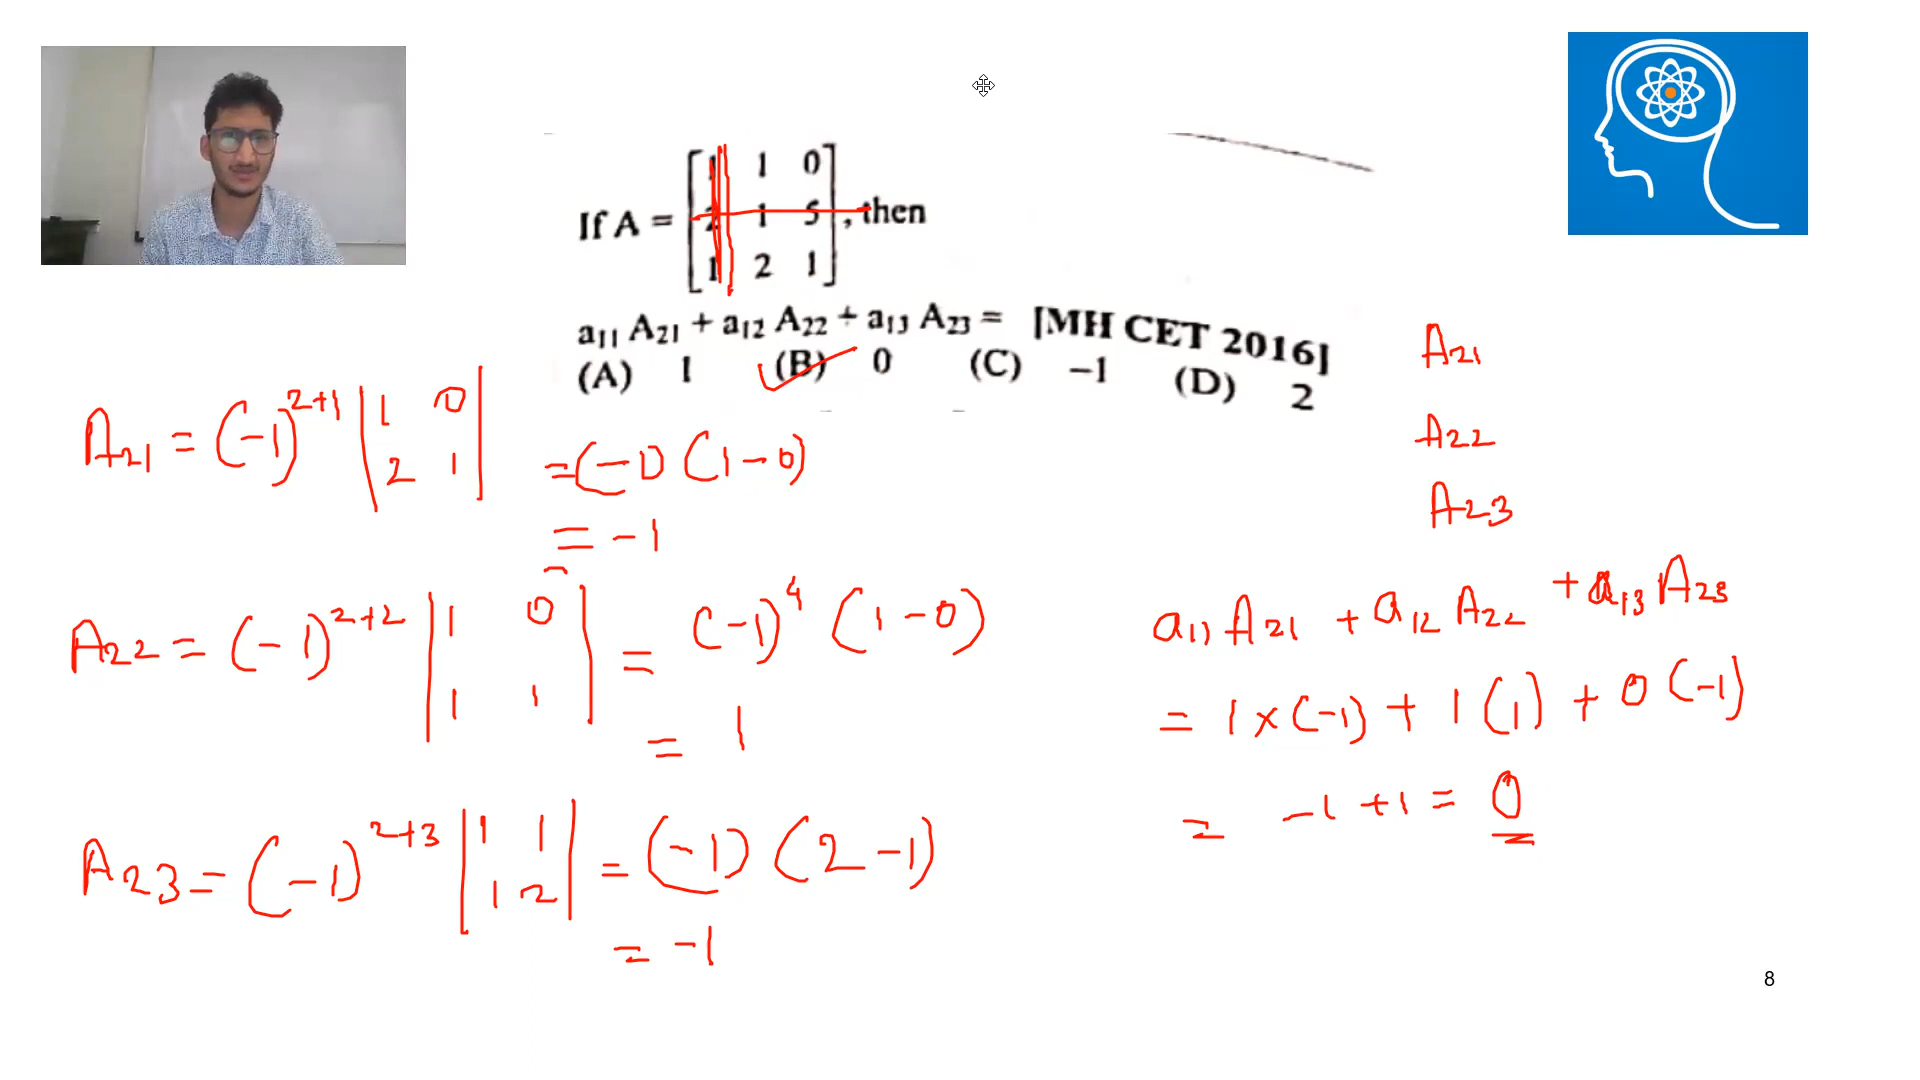 If A = [1 1 0
2 1 5
1 2 1], then
a11 A21 + a12 A22 + a13 A23 = [MH CET 2016]
(A) 1 (B) 0 (C) -1 (D) 2
A21
A22
A23
A21 = (-1)^2+1 |1 0
2 1| = (-1) (1-0)
= -1
A22 = (-1)^2+2 |1 0
1 1| = (-1)^4 (1-0)
= 1
A23 = (-1)^2+3 |1 1
1 2| = (-1) (2-1)
= -1
a11 A21 + a12 A22 + a13 A23
= 1 x (-1) + 1 (1) + 0 (-1)
= -1 +1 = 0
8